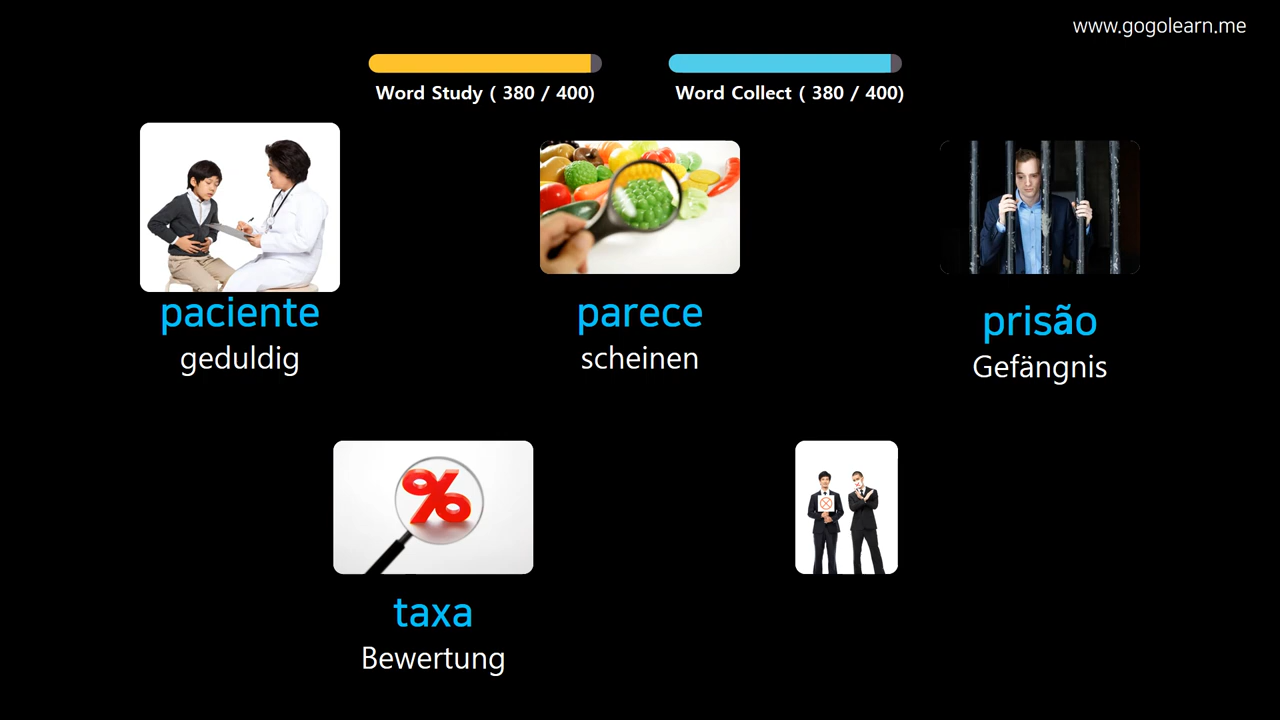 www.gogolearn.me
Word Study ( 380 / 400)
Word Collect ( 380 / 400)
paciente
geduldig
parece
scheinen
prisão
Gefängnis
%
taxa
Bewertung